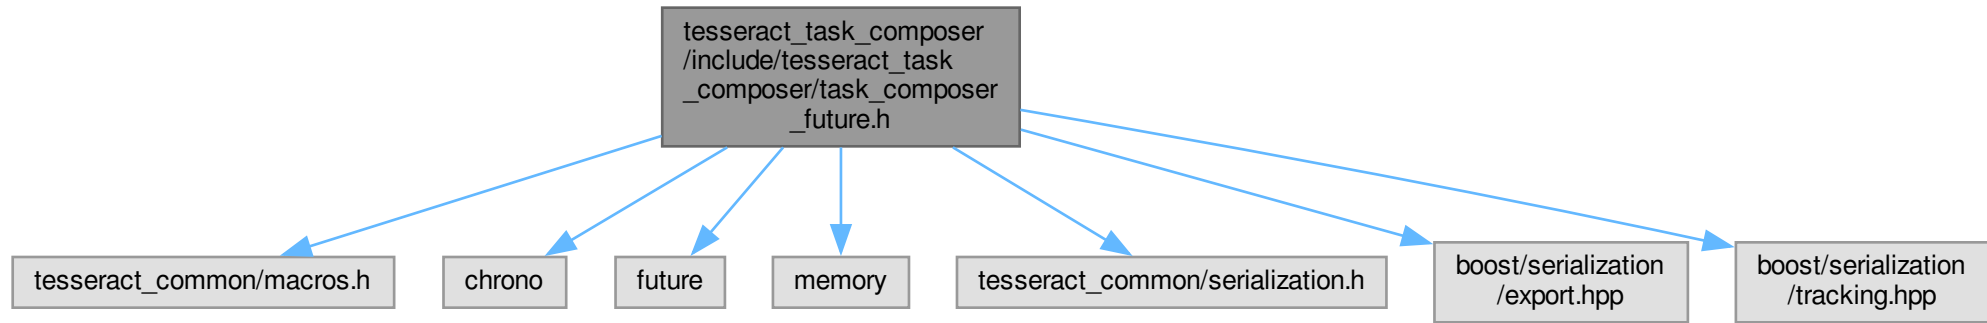 tesseract_task_composer
/include/tesseract_task
_composer/task_composer
_future.h
tesseract_common/macros.h
chrono
future
memory
tesseract_common/serialization.h
boost/serialization
/export.hpp
boost/serialization
/tracking.hpp